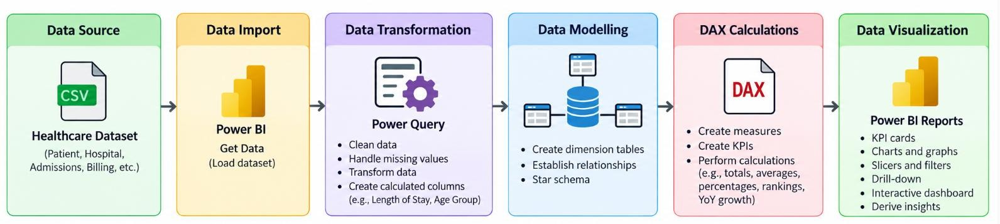 Data Source
CSV
Healthcare Dataset
(Patient, Hospital,
Admissions, Billing, etc.)
Data Import
Power BI
Get Data
(Load dataset)
Data Transformation
Power Query
• Clean data
• Handle missing values
• Transform data
• Create calculated columns
(e.g., Length of Stay, Age Group)
Data Modelling
• Create dimension tables
• Establish relationships
• Star schema
DAX Calculations
DAX
• Create measures
• Create KPIs
• Perform calculations
(e.g., totals, averages,
percentages, rankings,
YoY growth)
Data Visualization
Power BI Reports
• KPI cards
• Charts and graphs
• Slicers and filters
• Drill-down
• Interactive dashboard
• Derive insights